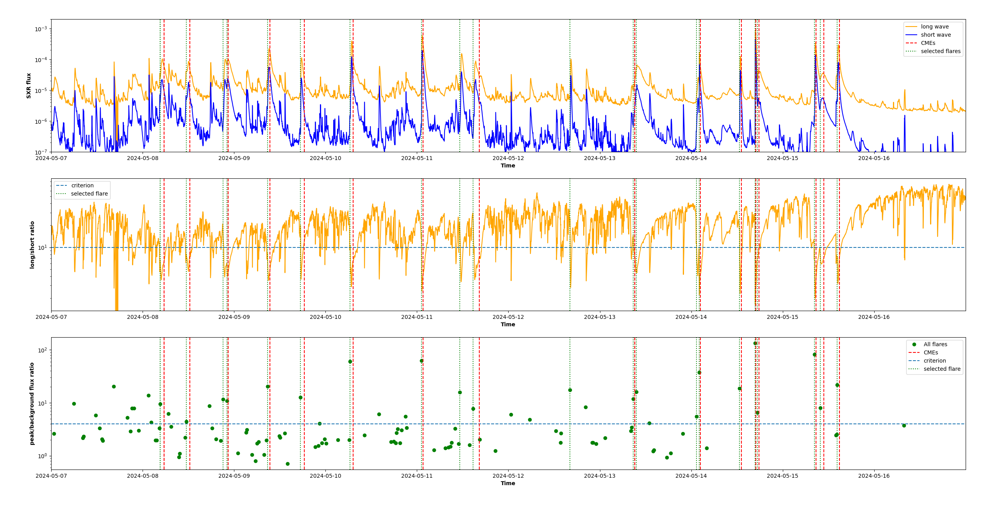 10⁻³
10⁻⁴
10⁻⁵
10⁻⁶
10⁻⁷
SXR flux
long wave
short wave
CMEs
selected flares
2024-05-07 2024-05-08 2024-05-09 2024-05-10 2024-05-11 2024-05-12 2024-05-13 2024-05-14 2024-05-15 2024-05-16
Time
criterion
selected flare
10¹
long/short ratio
2024-05-07 2024-05-08 2024-05-09 2024-05-10 2024-05-11 2024-05-12 2024-05-13 2024-05-14 2024-05-15 2024-05-16
Time
10²
10¹
10⁰
peak/background flux ratio
All flares
CMEs
criterion
selected flare
2024-05-07 2024-05-08 2024-05-09 2024-05-10 2024-05-11 2024-05-12 2024-05-13 2024-05-14 2024-05-15 2024-05-16
Time